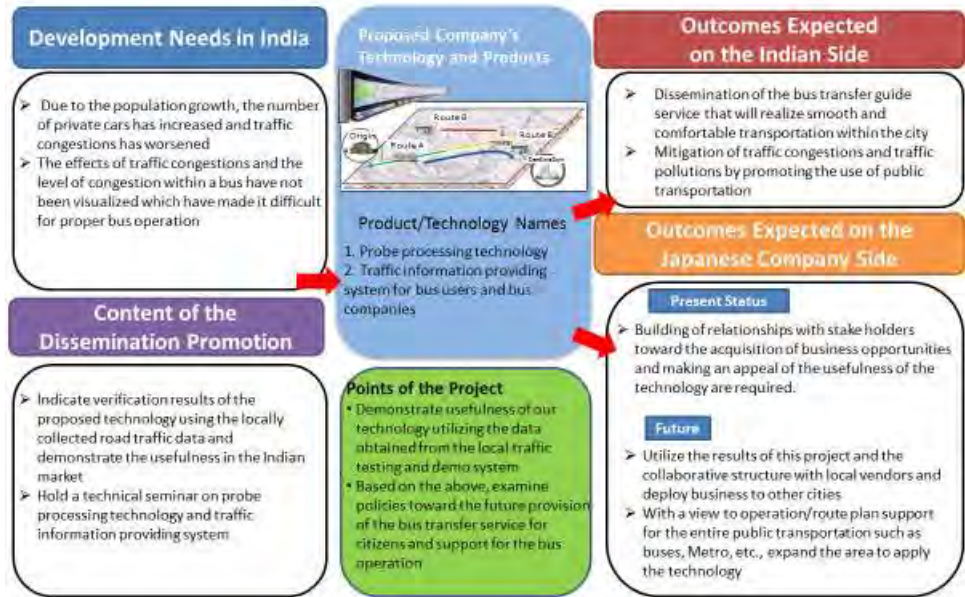 Development Needs in India
➢ Due to the population growth, the number
of private cars has increased and traffic
congestions has worsened
➢ The effects of traffic congestions and the
level of congestion within a bus have not
been visualized which have made it difficult
for proper bus operation
Content of the
Dissemination Promotion
➢ Indicate verification results of the
proposed technology using the locally
collected road traffic data and
demonstrate the usefulness in the Indian
market
➢ Hold a technical seminar on probe
processing technology and traffic
information providing system
Proposed Company's
Technology and Products
Route B
Origin
Route A
Route B
Destination
Product/Technology Names
1. Probe processing technology
2. Traffic information providing
system for bus users and bus
companies
Points of the Project
• Demonstrate usefulness of our
technology utilizing the data
obtained from the local traffic
testing and demo system
• Based on the above, examine
policies toward the future provision
of the bus transfer service for
citizens and support for the bus
operation
Outcomes Expected
on the Indian Side
➢ Dissemination of the bus transfer guide
service that will realize smooth and
comfortable transportation within the city
➢ Mitigation of traffic congestions and traffic
pollutions by promoting the use of public
transportation
Outcomes Expected on the
Japanese Company Side
Present Status
➢ Building of relationships with stake holders
toward the acquisition of business opportunities
and making an appeal of the usefulness of the
technology are required.
Future
➢ Utilize the results of this project and the
collaborative structure with local vendors and
deploy business to other cities
➢ With a view to operation/route plan support
for the entire public transportation such as
buses, Metro, etc., expand the area to apply
the technology